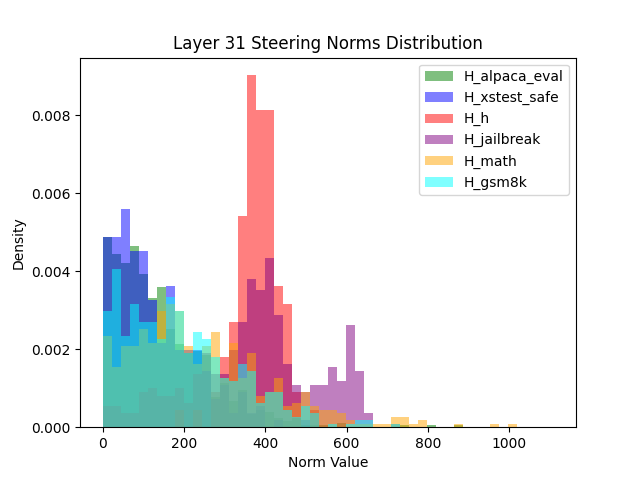 Layer 31 Steering Norms Distribution
H_alpaca_eval
H_xstest_safe
H_h
H_jailbreak
H_math
H_gsm8k
Density
0.008
0.006
0.004
0.002
0.000
0 200 400 600 800 1000
Norm Value